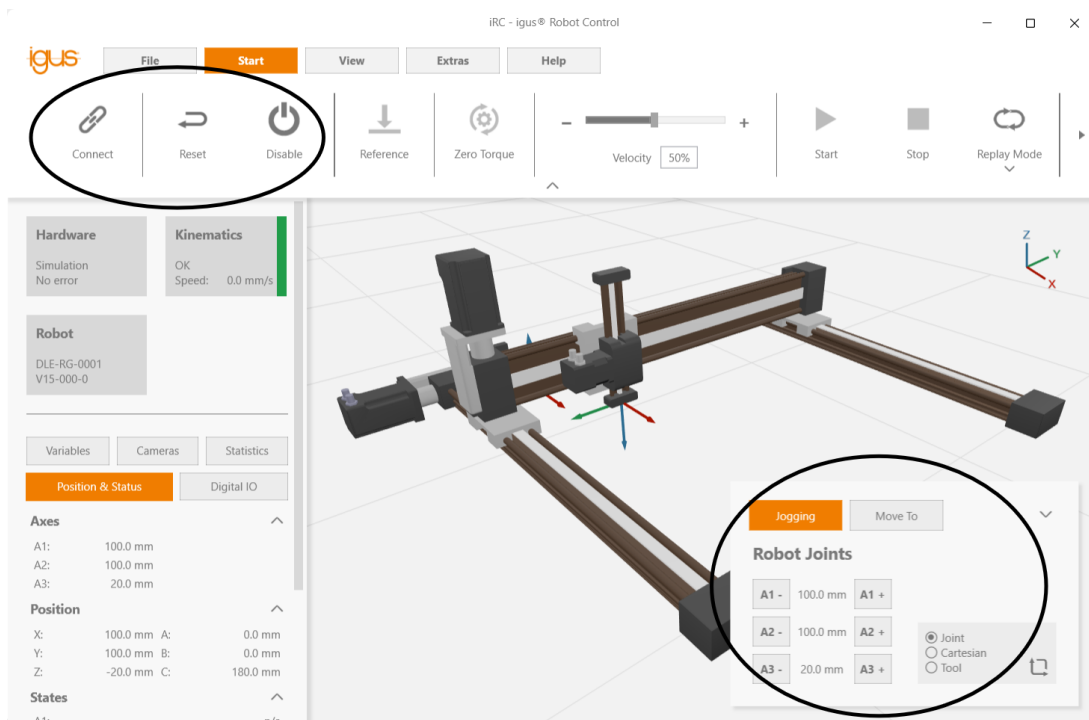 iRC - igus® Robot Control
igus
File Start View Extras Help
Connect Reset Disable Reference Zero Torque - + Start Stop Replay Mode
Velocity 50%
Hardware
Simulation
No error
Kinematics
OK
Speed: 0.0 mm/s
Robot
DLE-RG-0001
V15-000-0
Variables Cameras Statistics
Position & Status Digital IO
Axes
A1: 100.0 mm
A2: 100.0 mm
A3: 20.0 mm
Position
X: 100.0 mm A: 0.0 mm
Y: 100.0 mm B: 0.0 mm
Z: -20.0 mm C: 180.0 mm
States
Z
Y
X
Jogging Move To
Robot Joints
A1 - 100.0 mm A1 +
A2 - 100.0 mm A2 +
A3 - 20.0 mm A3 +
Joint
Cartesian
Tool